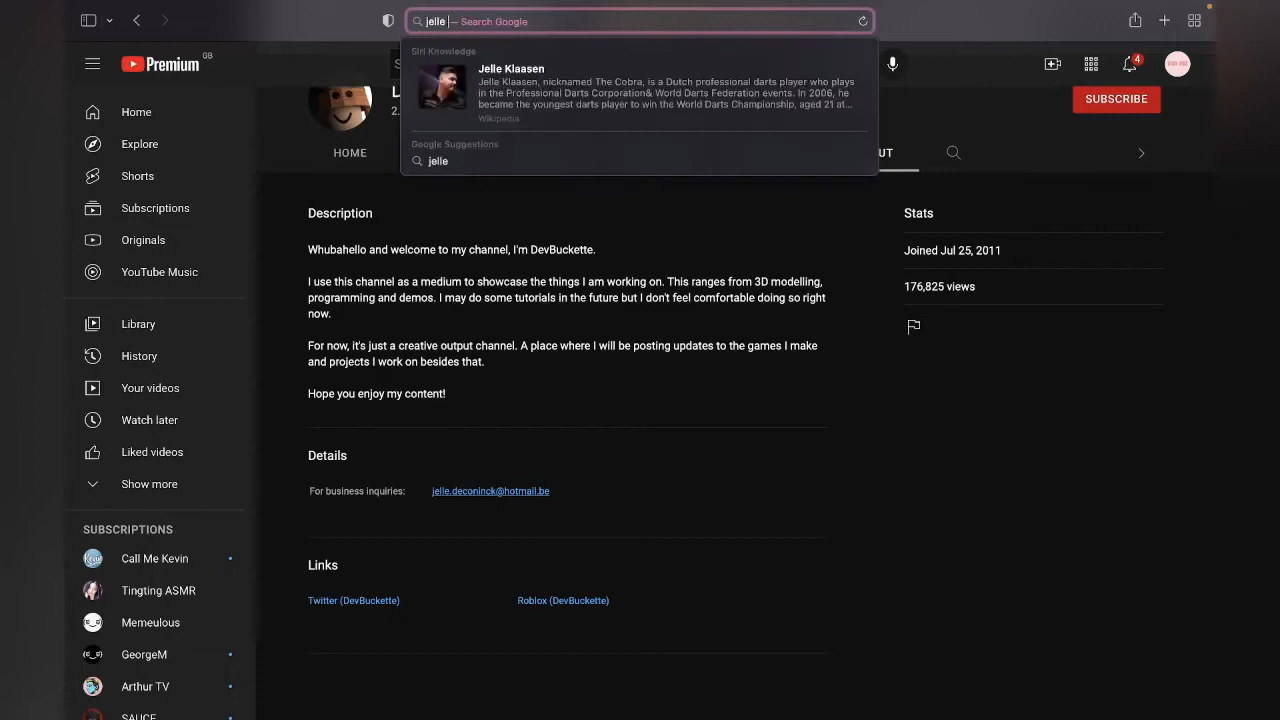 jelle — Search Google
Siri Knowledge
Jelle Klaasen
Jelle Klaasen, nicknamed The Cobra, is a Dutch professional darts player who plays
in the Professional Darts Corporation& World Darts Federation events. In 2006, he
became the youngest darts player to win the World Darts Championship, aged 21 at...
Wikipedia
Google Suggestions
jelle
Premium GB
4
SUBSCRIBE
HOME
UT
Home
Explore
Shorts
Subscriptions
Originals
YouTube Music
Library
History
Your videos
Watch later
Liked videos
Show more
SUBSCRIPTIONS
Call Me Kevin
Tingting ASMR
Memeulous
GeorgeM
Arthur TV
SAUCE
Description
Whubahello and welcome to my channel, I'm DevBuckette.
I use this channel as a medium to showcase the things I am working on. This ranges from 3D modelling,
programming and demos. I may do some tutorials in the future but I don't feel comfortable doing so right
now.
For now, it's just a creative output channel. A place where I will be posting updates to the games I make
and projects I work on besides that.
Hope you enjoy my content!
Details
For business inquiries: jelle.deconinck@hotmail.be
Links
Twitter (DevBuckette) Roblox (DevBuckette)
Stats
Joined Jul 25, 2011
176,825 views